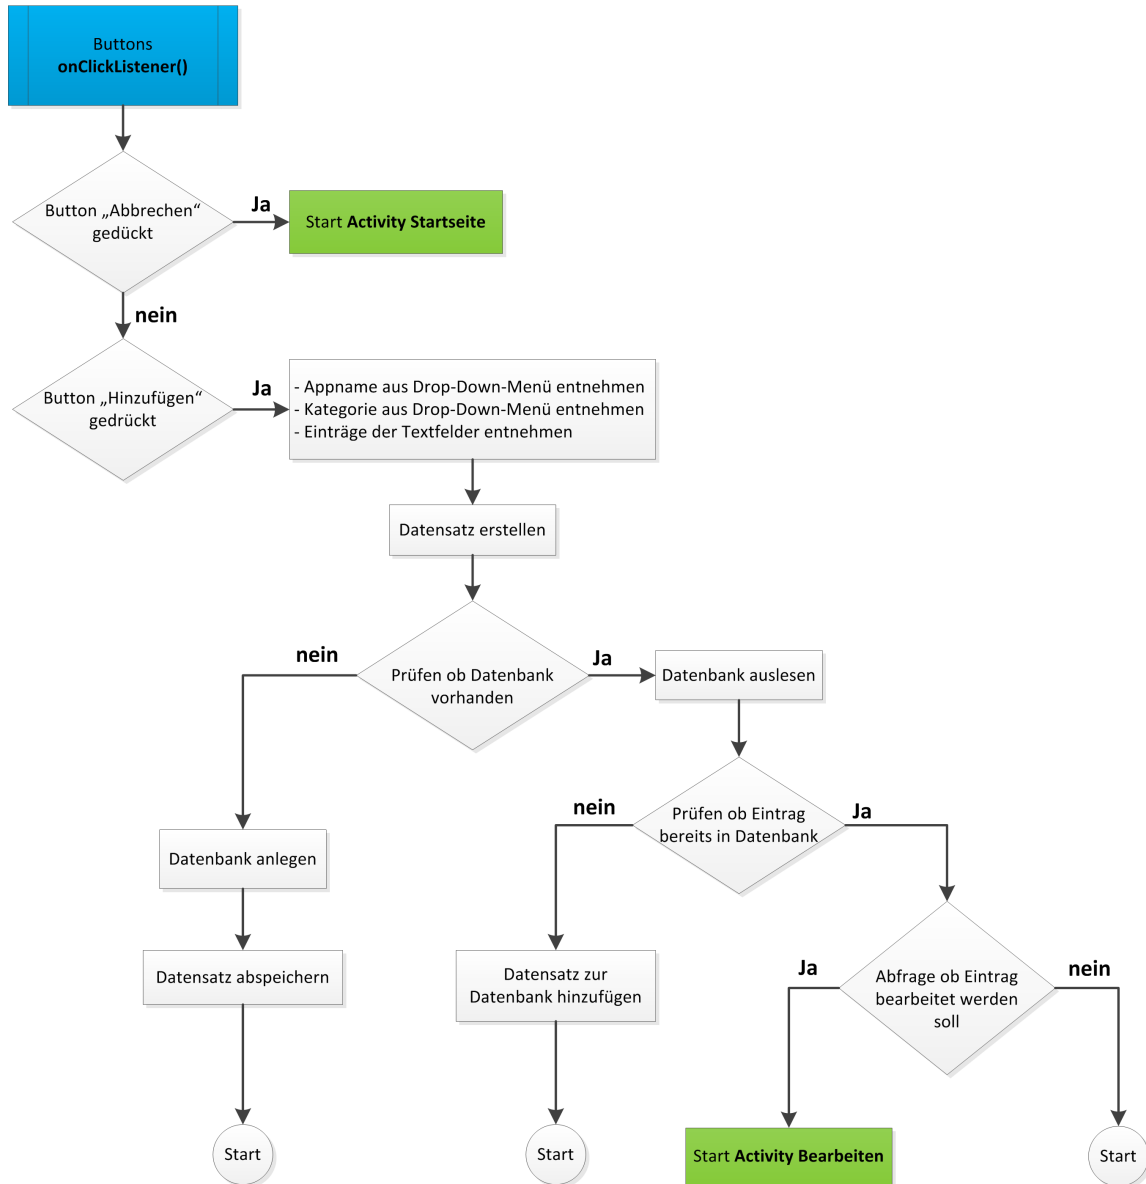 Buttons
onClickListener()
Button „Abbrechen“
gedückt
Ja
Start Activity Startseite
nein
Button „Hinzufügen“
gedrückt
Ja
- Appname aus Drop-Down-Menü entnehmen
- Kategorie aus Drop-Down-Menü entnehmen
- Einträge der Textfelder entnehmen
Datensatz erstellen
Prüfen ob Datenbank
vorhanden
nein
Ja
Datenbank auslesen
Prüfen ob Eintrag
bereits in Datenbank
nein
Ja
Datenbank anlegen
Datensatz abspeichern
Datensatz zur
Datenbank hinzufügen
Abfrage ob Eintrag
bearbeitet werden
soll
Ja
nein
Start
Start
Start Activity Bearbeiten
Start